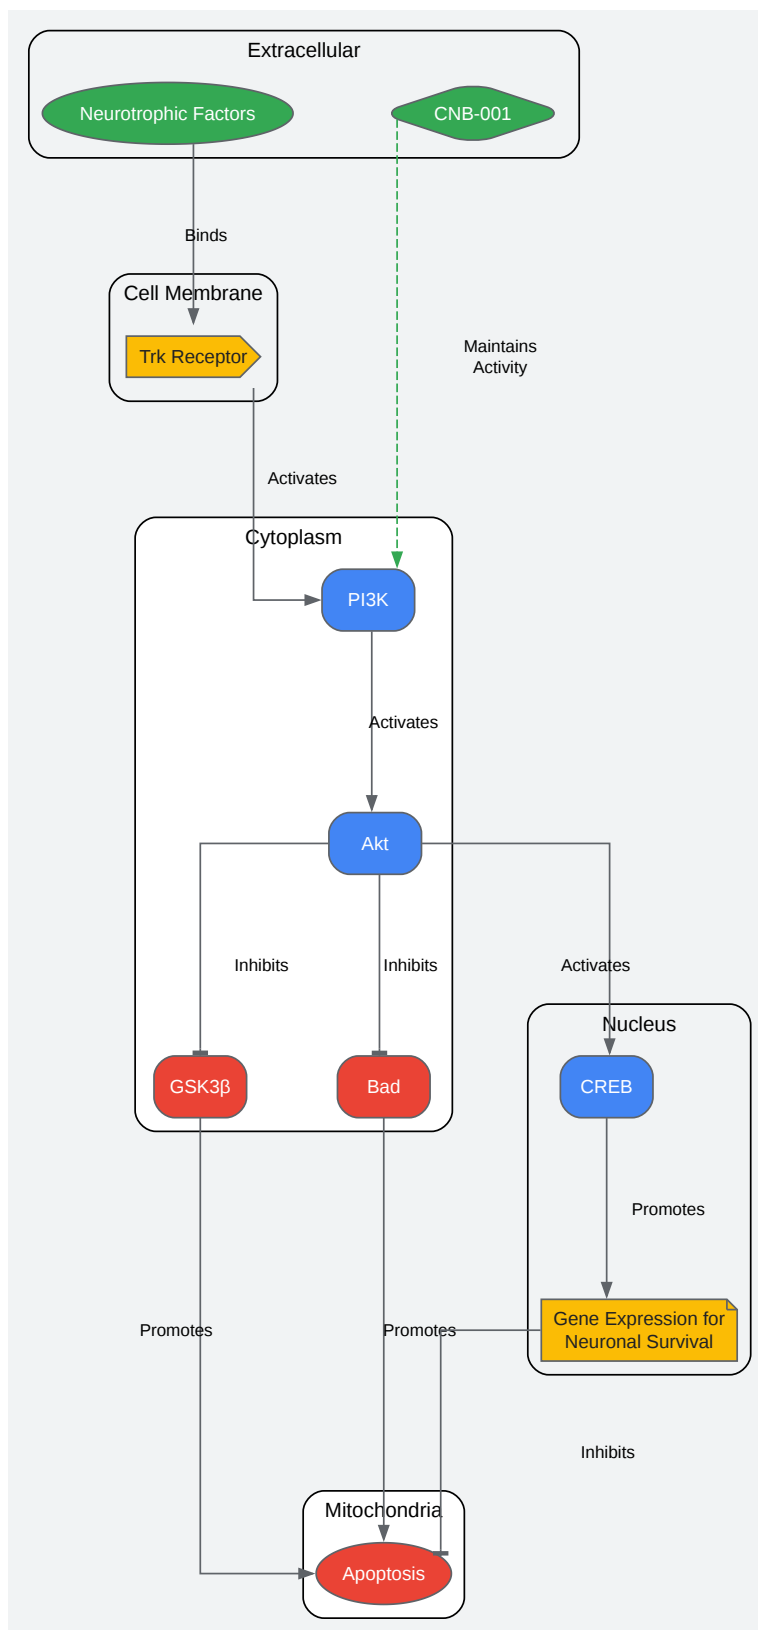 Extracellular
Neurotrophic Factors
CNB-001
Binds
Cell Membrane
Trk Receptor
Maintains
Activity
Activates
Cytoplasm
PI3K
Activates
Akt
Inhibits
Inhibits
Activates
Nucleus
GSK3β
Bad
CREB
Promotes
Gene Expression for
Neuronal Survival
Promotes
Promotes
Inhibits
Mitochondria
Apoptosis